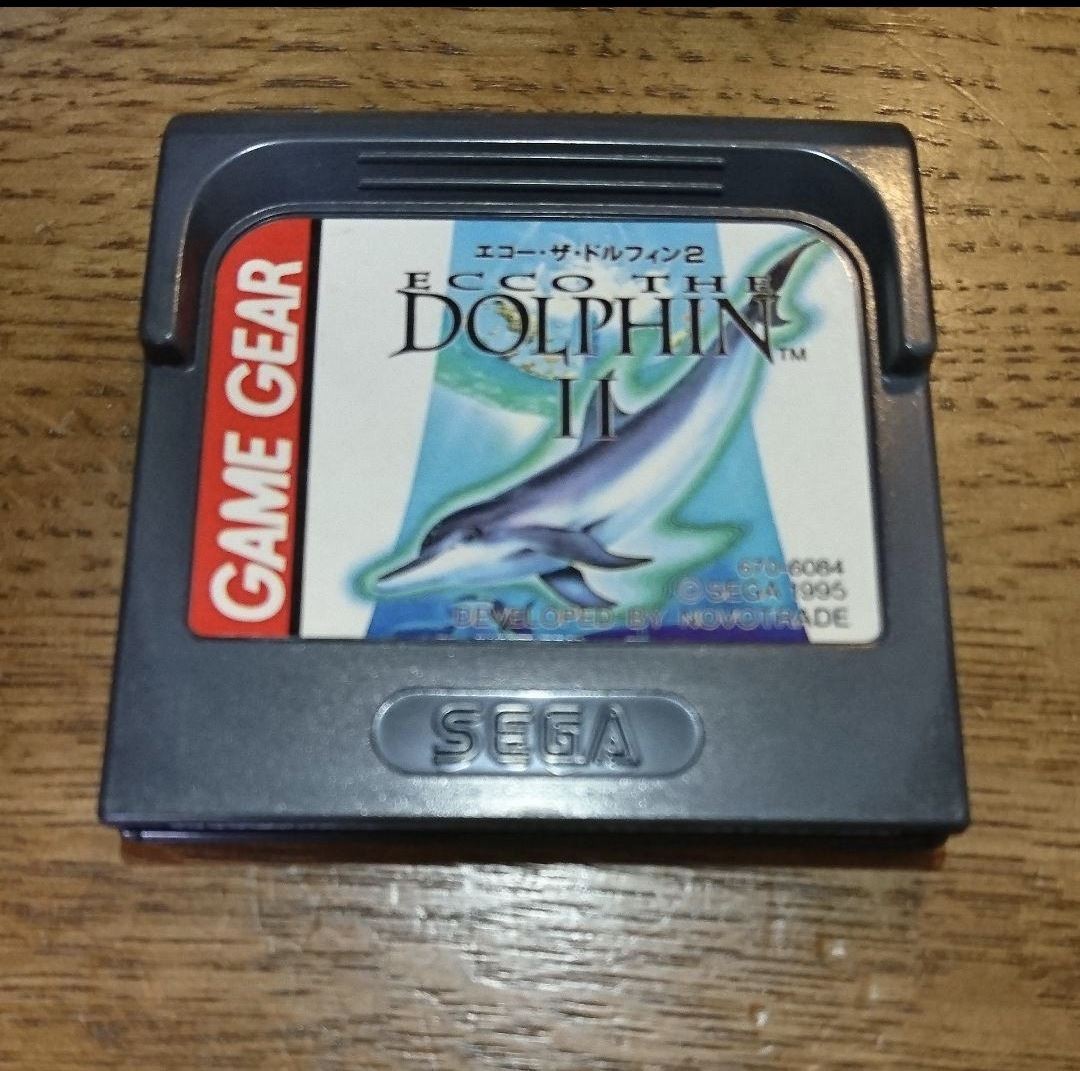 GAME GEAR
エコー・ザ・ドルフィン2
ECCO THE
DOLPHIN
TM
II
670-6084
© SEGA 1995
DEVELOPED BY NOVOTRADE
SEGA